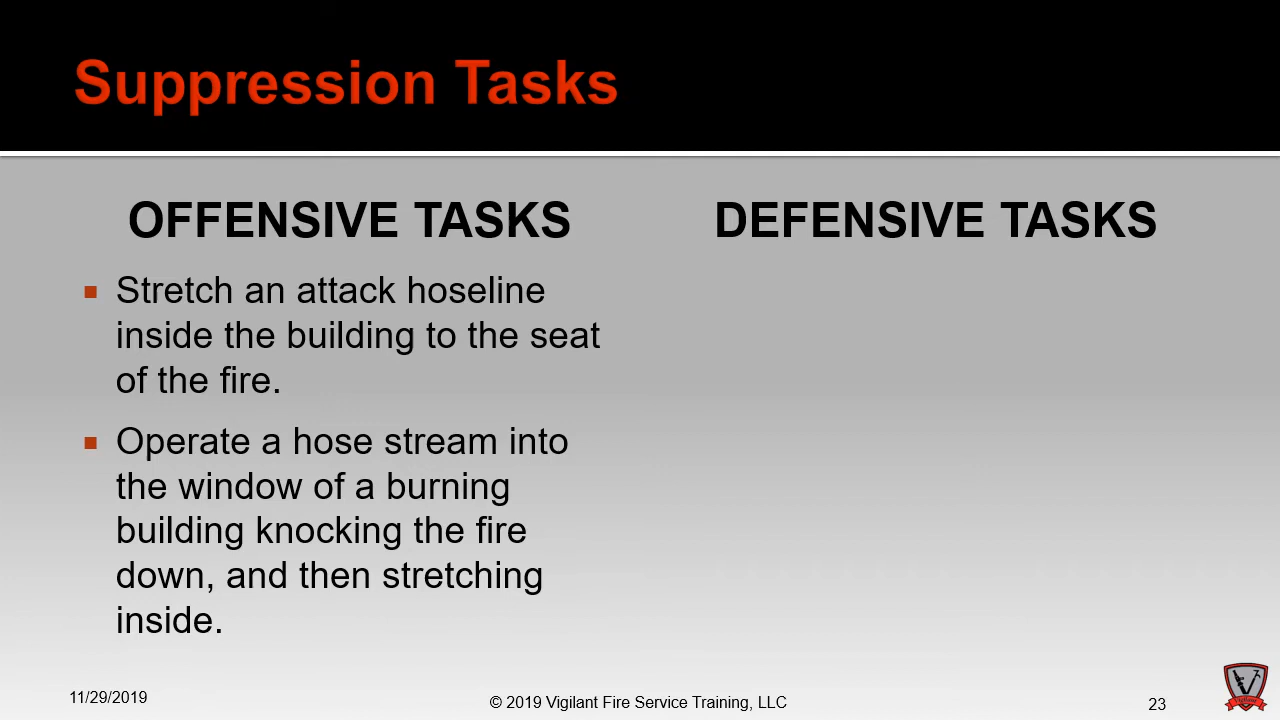 Suppression Tasks
OFFENSIVE TASKS
Stretch an attack hoseline
inside the building to the seat
of the fire.
Operate a hose stream into
the window of a burning
building knocking the fire
down, and then stretching
inside.
DEFENSIVE TASKS
11/29/2019
© 2019 Vigilant Fire Service Training, LLC
23
Vigilant